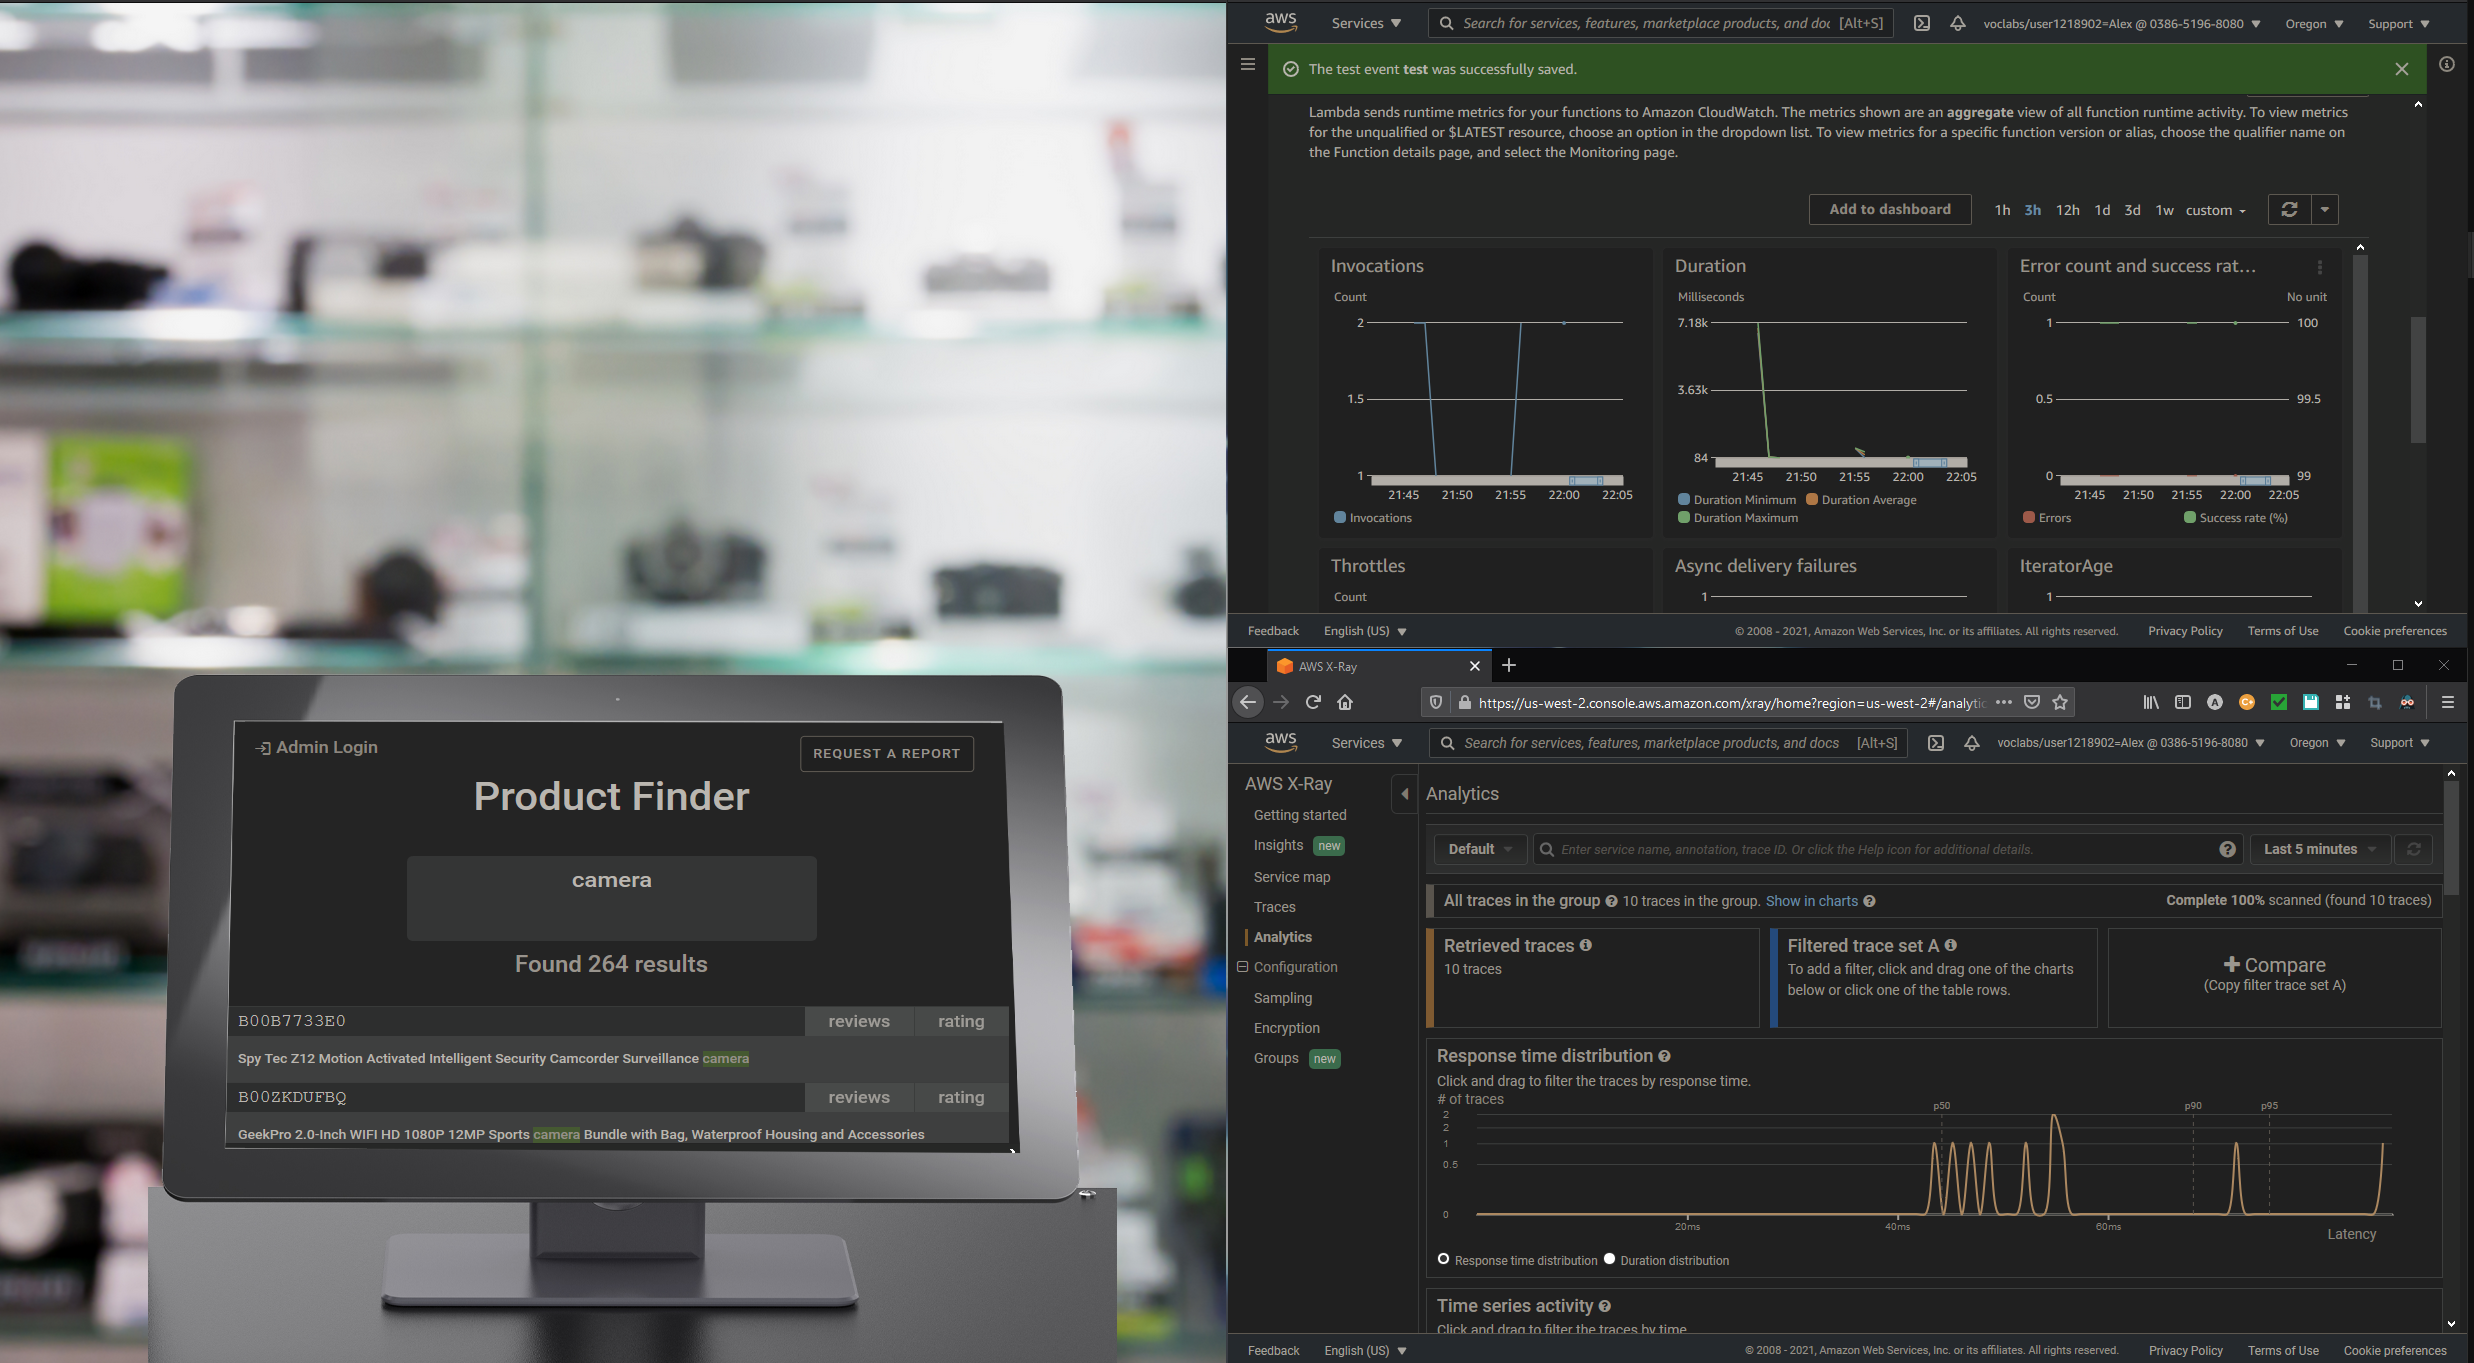 Admin Login
REQUEST A REPORT
Product Finder
camera
Found 264 results
B00B7733E0 reviews rating
Spy Tec Z12 Motion Activated Intelligent Security Camcorder Surveillance camera
B00ZKDUFBQ reviews rating
GeekPro 2.0-Inch WIFI HD 1080P 12MP Sports camera Bundle with Bag, Waterproof Housing and Accessories
aws Services Search for services, features, marketplace products, and doc [Alt+S] voclabs/user1218902=Alex @ 0386-5196-8080 Oregon Support
The test event test was successfully saved.
Lambda sends runtime metrics for your functions to Amazon CloudWatch. The metrics shown are an aggregate view of all function runtime activity. To view metrics
for the unqualified or $LATEST resource, choose an option in the dropdown list. To view metrics for a specific function version or alias, choose the qualifier name on
the Function details page, and select the Monitoring page.
Add to dashboard 1h 3h 12h 1d 3d 1w custom
Invocations
Count
2
1.5
1
21:45 21:50 21:55 22:00 22:05
Invocations
Duration
Milliseconds
7.18k
3.63k
84
21:45 21:50 21:55 22:00 22:05
Duration Minimum Duration Average
Duration Maximum
Error count and success rat...
Count No unit
1 100
0.5 99.5
0 99
21:45 21:50 21:55 22:00 22:05
Errors Success rate (%)
Throttles
Count
Async delivery failures
1
IteratorAge
1
Feedback English (US) © 2008 - 2021, Amazon Web Services, Inc. or its affiliates. All rights reserved. Privacy Policy Terms of Use Cookie preferences
AWS X-Ray
https://us-west-2.console.aws.amazon.com/xray/home?region=us-west-2#/analytic
aws Services Search for services, features, marketplace products, and docs [Alt+S] voclabs/user1218902=Alex @ 0386-5196-8080 Oregon Support
AWS X-Ray
Getting started
Insights new
Service map
Traces
Analytics
Configuration
Sampling
Encryption
Groups new
Analytics
Default Enter service name, annotation, trace ID. Or click the Help icon for additional details. Last 5 minutes
All traces in the group 10 traces in the group. Show in charts Complete 100% scanned (found 10 traces)
Retrieved traces
10 traces
Filtered trace set A
To add a filter, click and drag one of the charts
below or click one of the table rows.
Compare
(Copy filter trace set A)
Response time distribution
Click and drag to filter the traces by response time.
# of traces
p50 p90 p95
2
2
1
0.5
0
20ms 40ms 60ms
Latency
Response time distribution Duration distribution
Time series activity
Click and drag to filter the traces by time
Feedback English (US) © 2008 - 2021, Amazon Web Services, Inc. or its affiliates. All rights reserved. Privacy Policy Terms of Use Cookie preferences